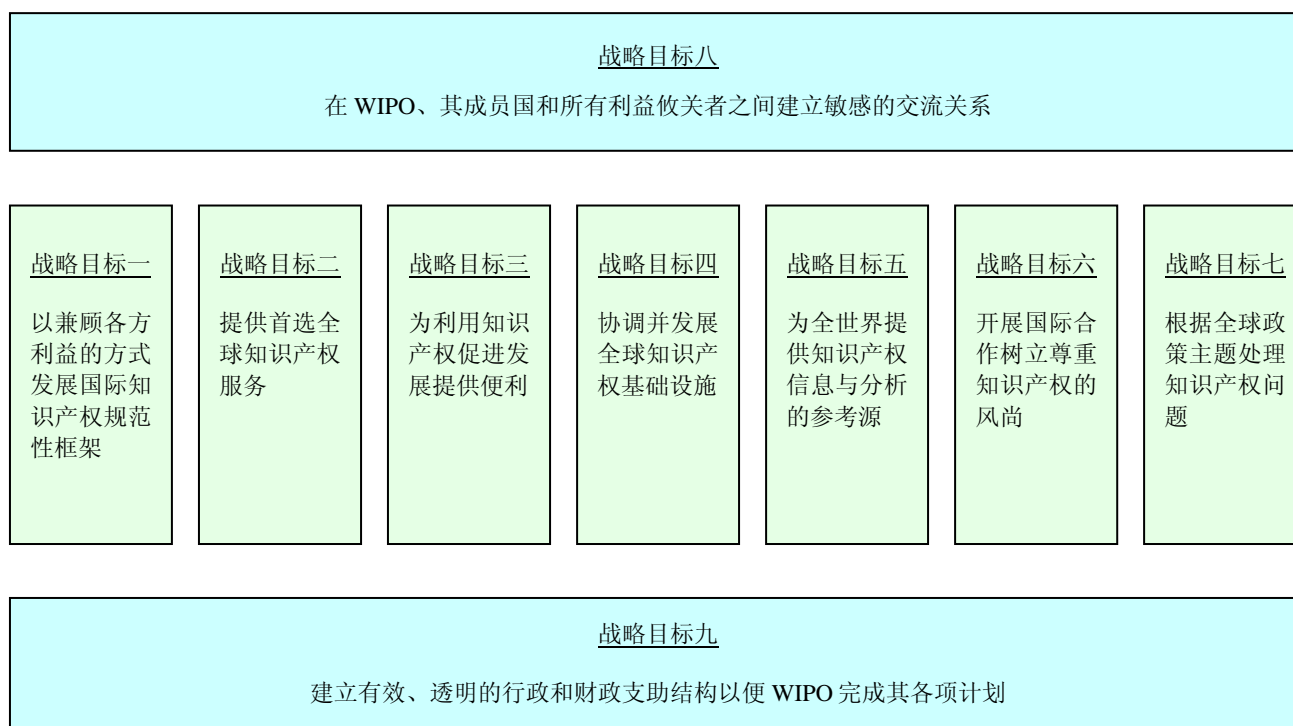 战略目标八
在 WIPO、其成员国和所有利益攸关者之间建立敏感的交流关系
战略目标一
以兼顾各方
利益的方式
发展国际知
识产权规范
性框架
战略目标二
提供首选全
球知识产权
服务
战略目标三
为利用知识
产权促进发
展提供便利
战略目标四
协调并发展
全球知识产
权基础设施
战略目标五
为全世界提
供知识产权
信息与分析
的参考源
战略目标六
开展国际合
作树立尊重
知识产权的
风尚
战略目标七
根据全球政
策主题处理
知识产权问
题
战略目标九
建立有效、透明的行政和财政支助结构以便 WIPO 完成其各项计划